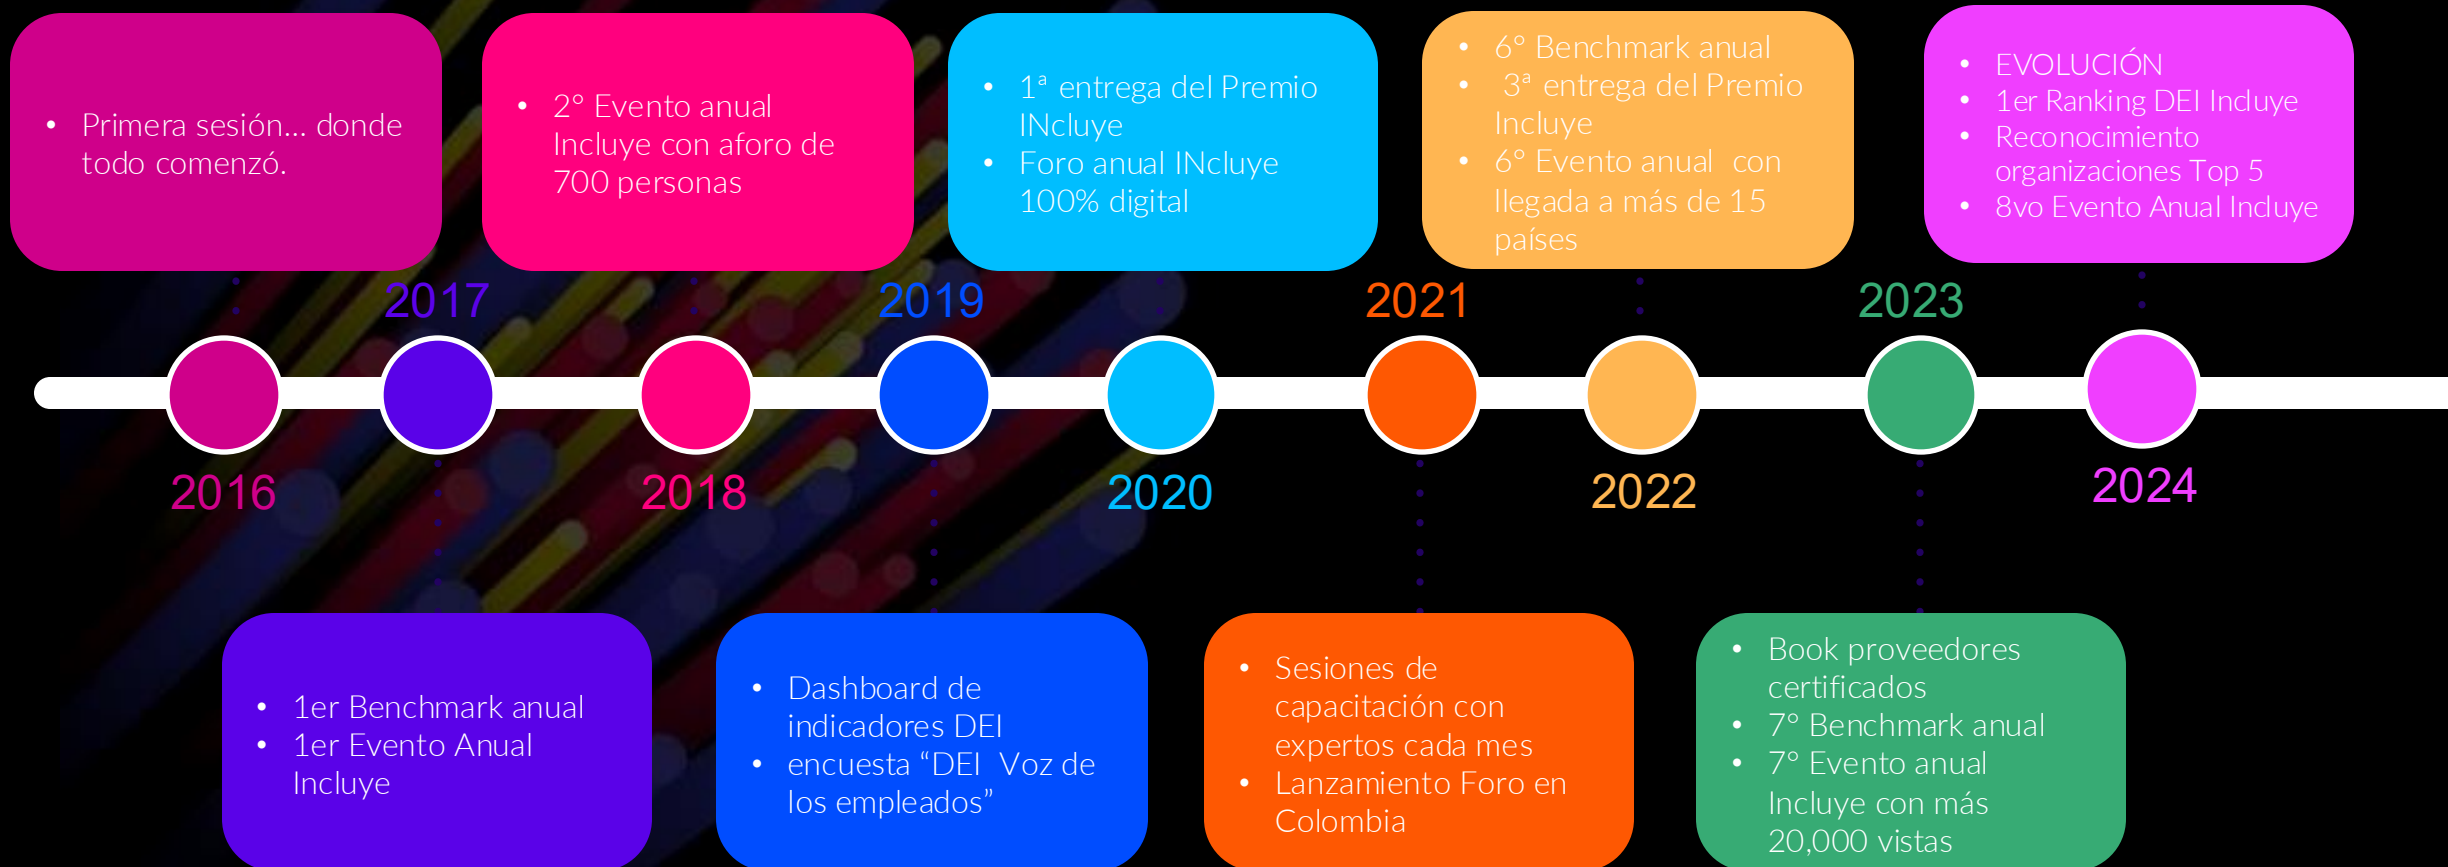 • Primera sesión... donde
todo comenzó.
2016
2017
• 1er Benchmark anual
• 1er Evento Anual
Incluye
• 2° Evento anual
Incluye con aforo de
700 personas
2018
2019
• Dashboard de
indicadores DEI
• encuesta “DEI  Voz de
los empleados”
• 1ª entrega del Premio
INcluye
• Foro anual INcluye
100% digital
2020
2021
• Sesiones de
capacitación con
expertos cada mes
• Lanzamiento Foro en
Colombia
• 6° Benchmark anual
• 3ª entrega del Premio
Incluye
• 6° Evento anual  con
llegada a más de 15
países
2022
2023
• Book proveedores
certificados
• 7° Benchmark anual
• 7° Evento anual
Incluye con más
20,000 vistas
• EVOLUCIÓN
• 1er Ranking DEI Incluye
• Reconocimiento
organizaciones Top 5
• 8vo Evento Anual Incluye
2024